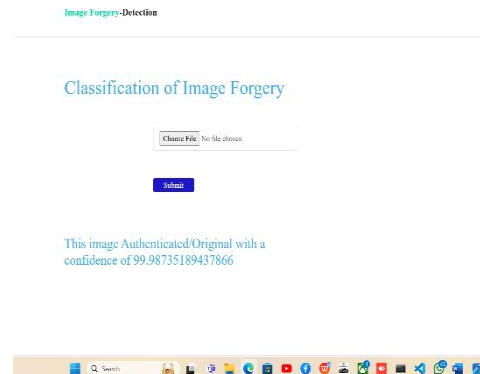 Image Forgery-Detection
Classification of Image Forgery
Choose File No file chosen
Submit
This image Authenticated/Original with a
confidence of 99.98735189437866
Search